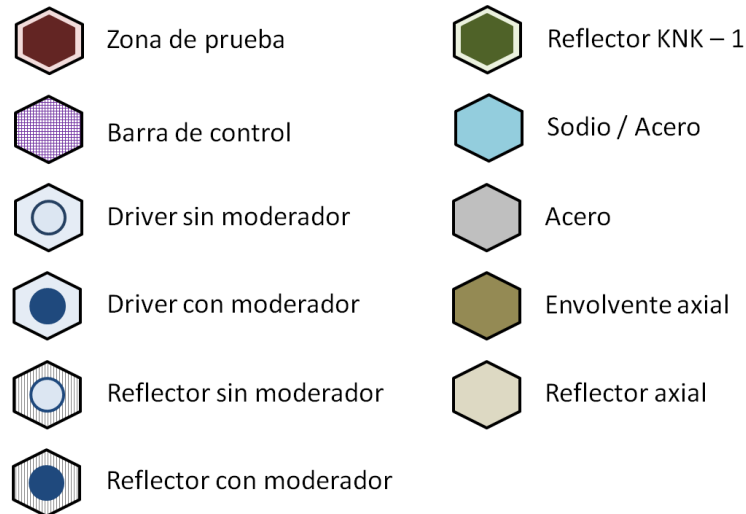 Zona de prueba
Barra de control
Driver sin moderador
Driver con moderador
Reflector sin moderador
Reflector con moderador
Reflector KNK – 1
Sodio / Acero
Acero
Envolvente axial
Reflector axial